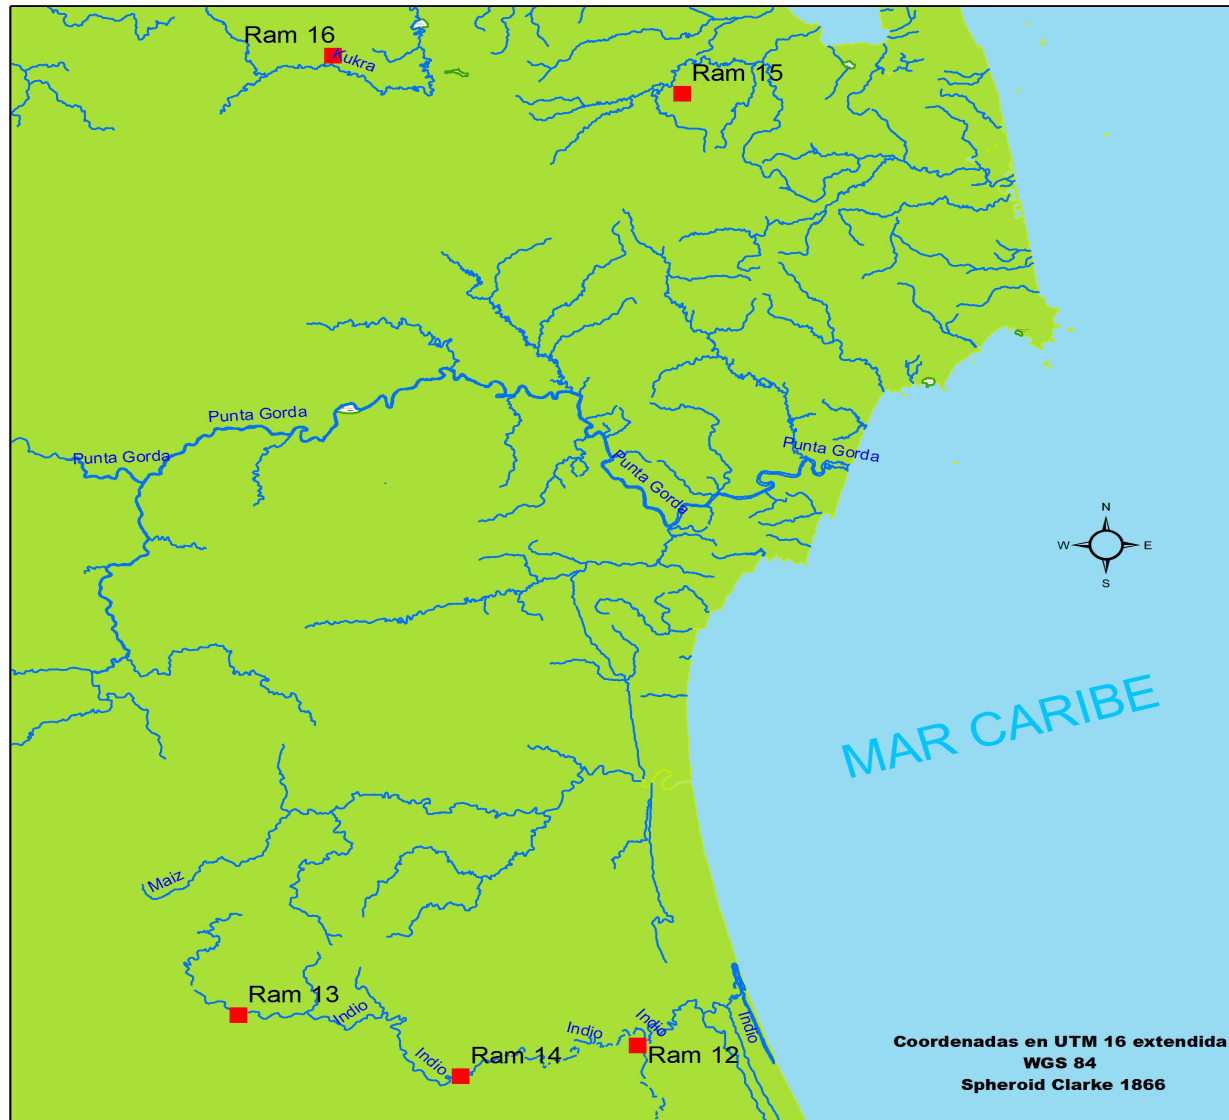 Ram 16
Kukra
Ram 15
Punta Gorda
Punta Gorda
Punta Gorda
Punta Gorda
N
W E
S
MAR CARIBE
Maiz
Ram 13
Indio
Indio
Ram 14
Indio
Indio
Ram 12
Indio
Coordenadas en UTM 16 extendida
WGS 84
Spheroid Clarke 1866